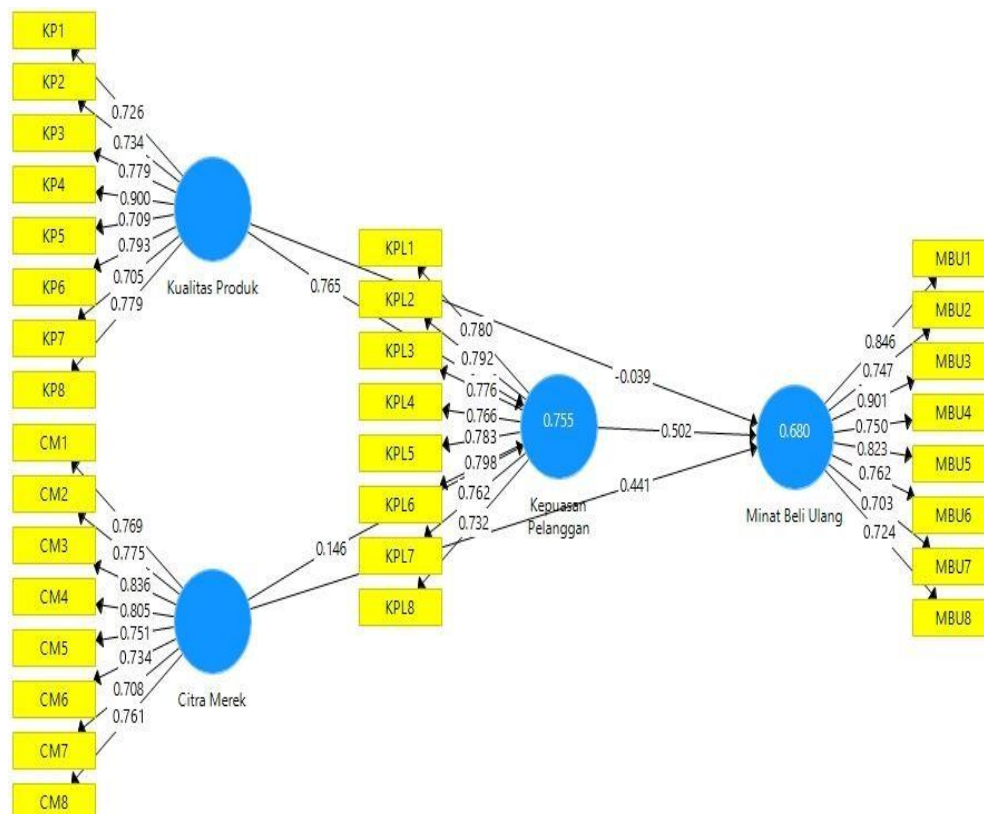 KP1
KP2
KP3
KP4
KP5
KP6
KP7
KP8
0.726
0.734
0.779
0.900
0.709
0.793
0.705
0.779
Kualitas Produk
CM1
CM2
CM3
CM4
CM5
CM6
CM7
CM8
0.769
0.775
0.836
0.805
0.751
0.734
0.708
0.761
Citra Merek
0.765
0.146
-0.039
0.441
KPL1
KPL2
KPL3
KPL4
KPL5
KPL6
KPL7
KPL8
0.780
0.792
0.776
0.766
0.783
0.798
0.762
0.732
0.755
Kepuasan
Pelanggan
0.502
0.680
Minat Beli Ulang
0.846
0.747
0.901
0.750
0.823
0.762
0.703
0.724
MBU1
MBU2
MBU3
MBU4
MBU5
MBU6
MBU7
MBU8